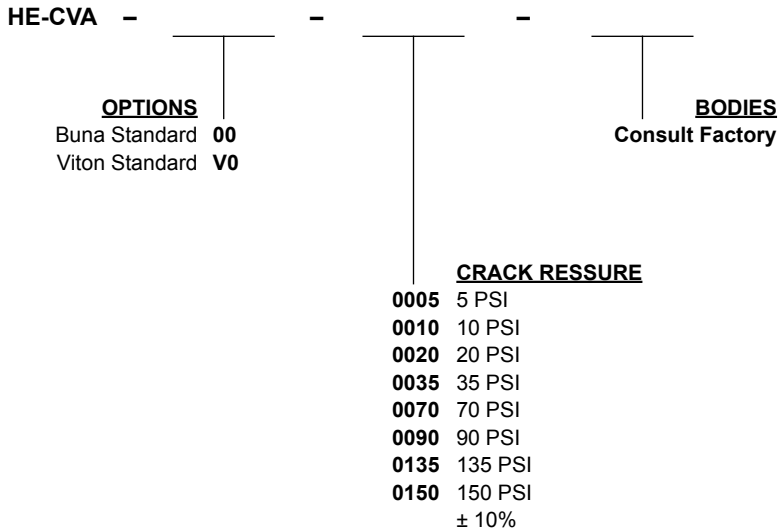 HE-CVA – – –
OPTIONS
Buna Standard 00
Viton Standard V0
BODIES
Consult Factory
CRACK RESSURE
0005 5 PSI
0010 10 PSI
0020 20 PSI
0035 35 PSI
0070 70 PSI
0090 90 PSI
0135 135 PSI
0150 150 PSI
± 10%